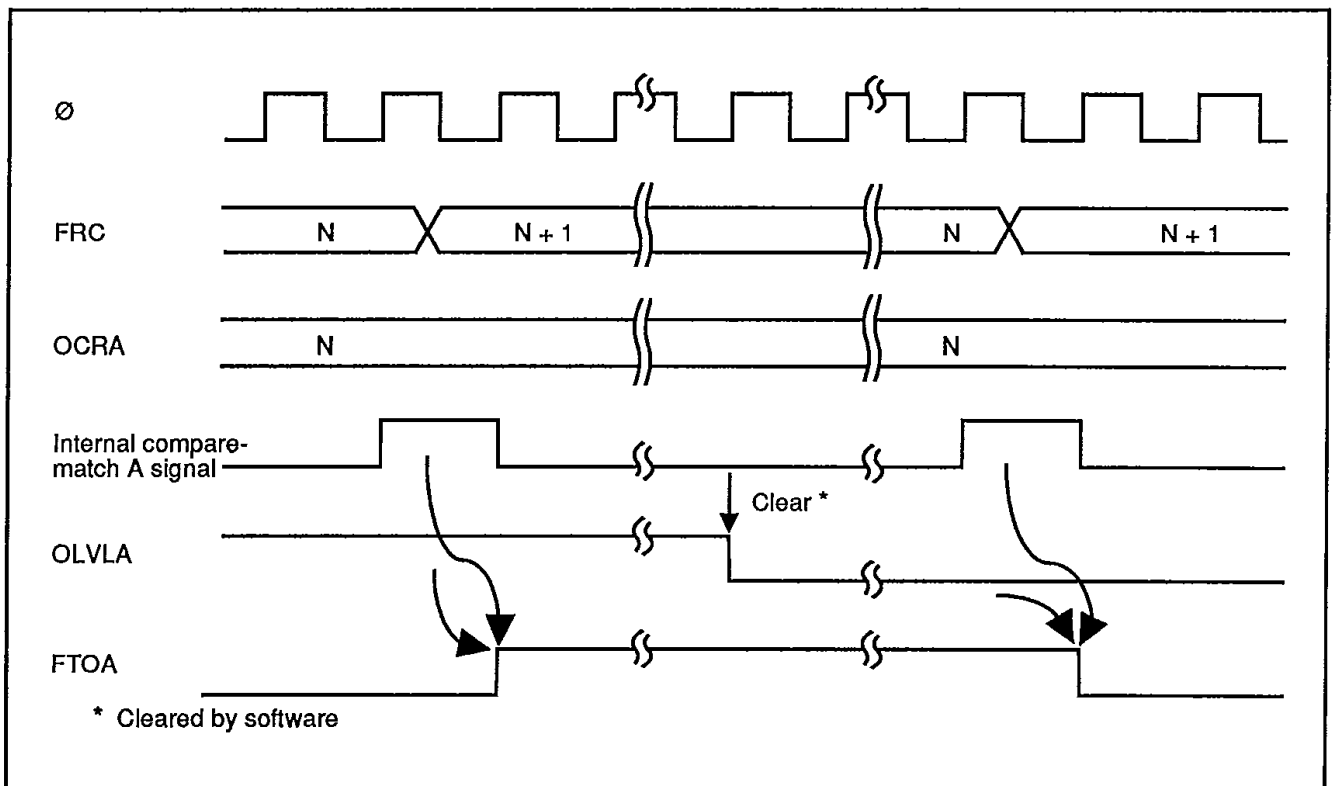 Ø
FRC
N
N + 1
N
N + 1
OCRA
N
N
Internal compare-
match A signal
Clear *
OLVLA
FTOA
* Cleared by software